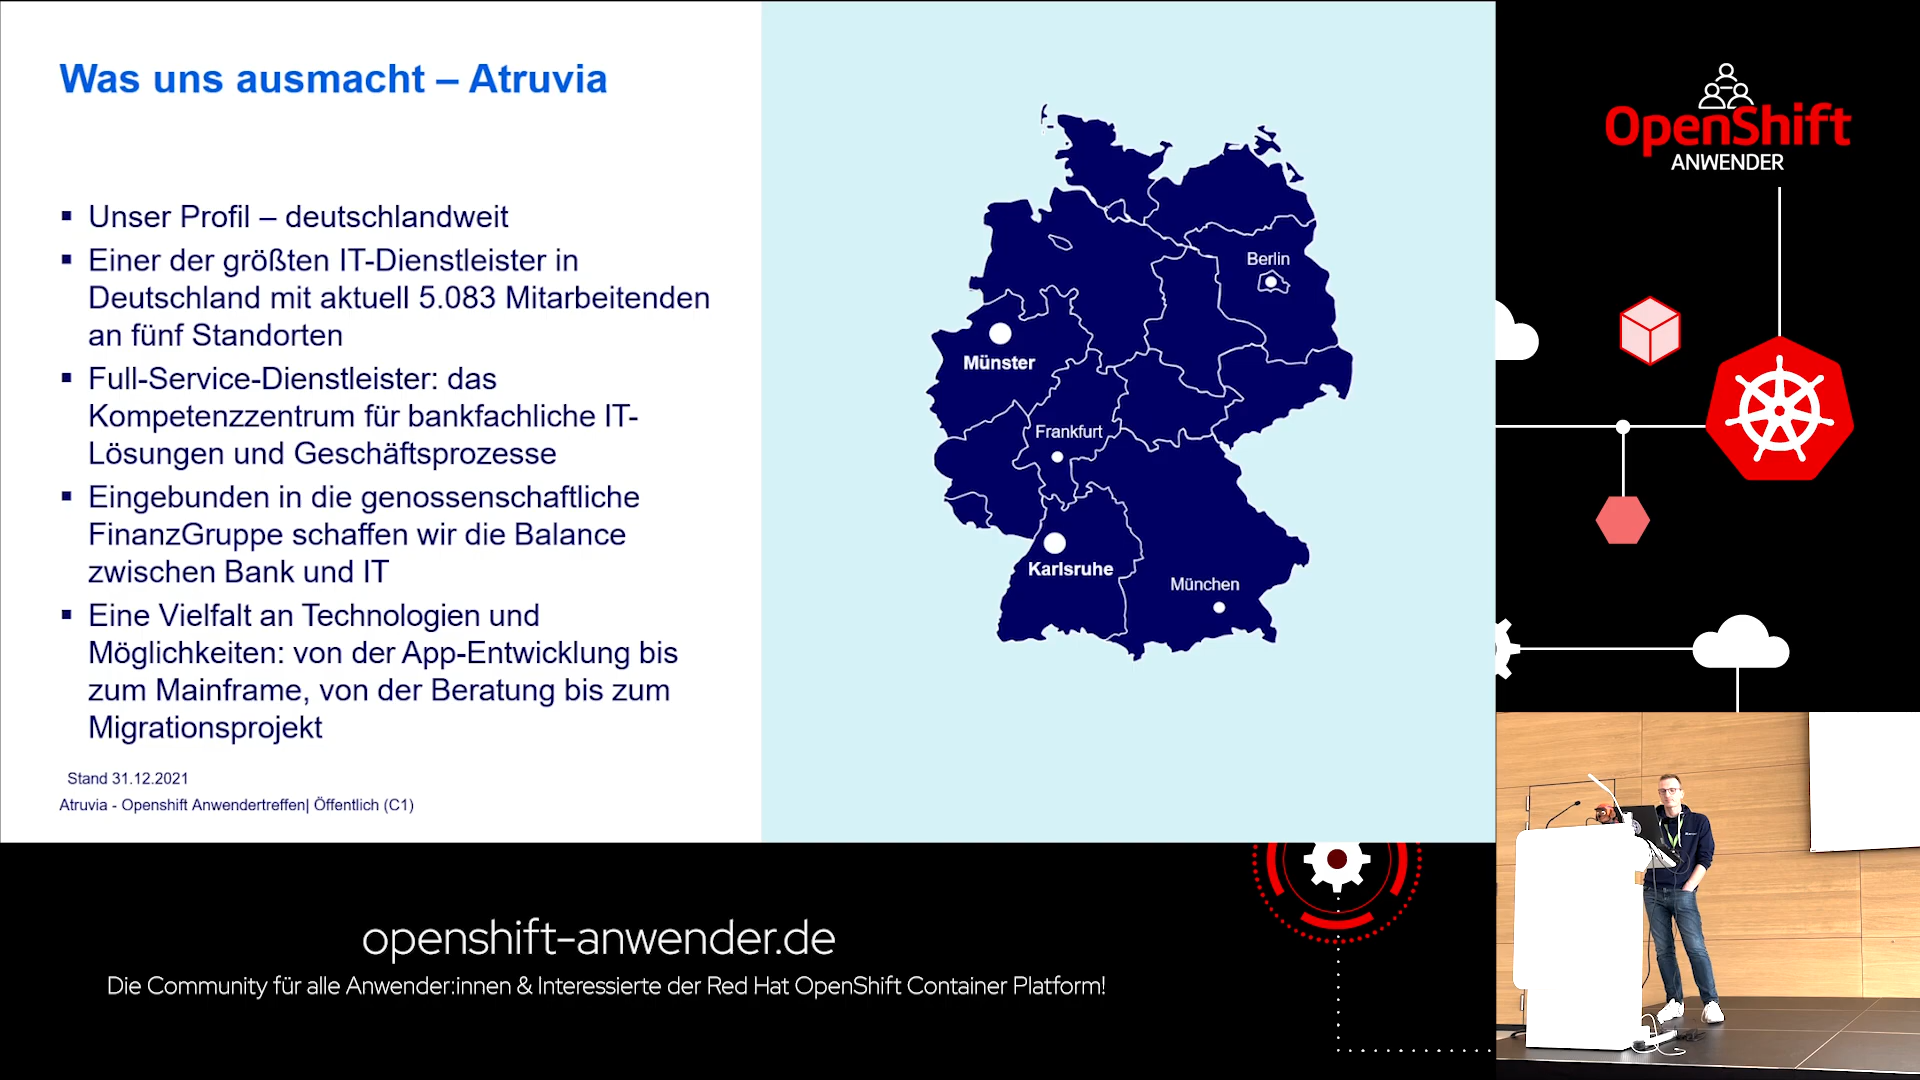 Was uns ausmacht – Atruvia
▪ Unser Profil – deutschlandweit
▪ Einer der größten IT-Dienstleister in
Deutschland mit aktuell 5.083 Mitarbeitenden
an fünf Standorten
▪ Full-Service-Dienstleister: das
Kompetenzzentrum für bankfachliche IT-
Lösungen und Geschäftsprozesse
▪ Eingebunden in die genossenschaftliche
FinanzGruppe schaffen wir die Balance
zwischen Bank und IT
▪ Eine Vielfalt an Technologien und
Möglichkeiten: von der App-Entwicklung bis
zum Mainframe, von der Beratung bis zum
Migrationsprojekt
Stand 31.12.2021
Atruvia - Openshift Anwendertreffen| Öffentlich (C1)
Berlin
Münster
Frankfurt
Karlsruhe
München
OpenShift
ANWENDER
openshift-anwender.de
Die Community für alle Anwender:innen & Interessierte der Red Hat OpenShift Container Platform!